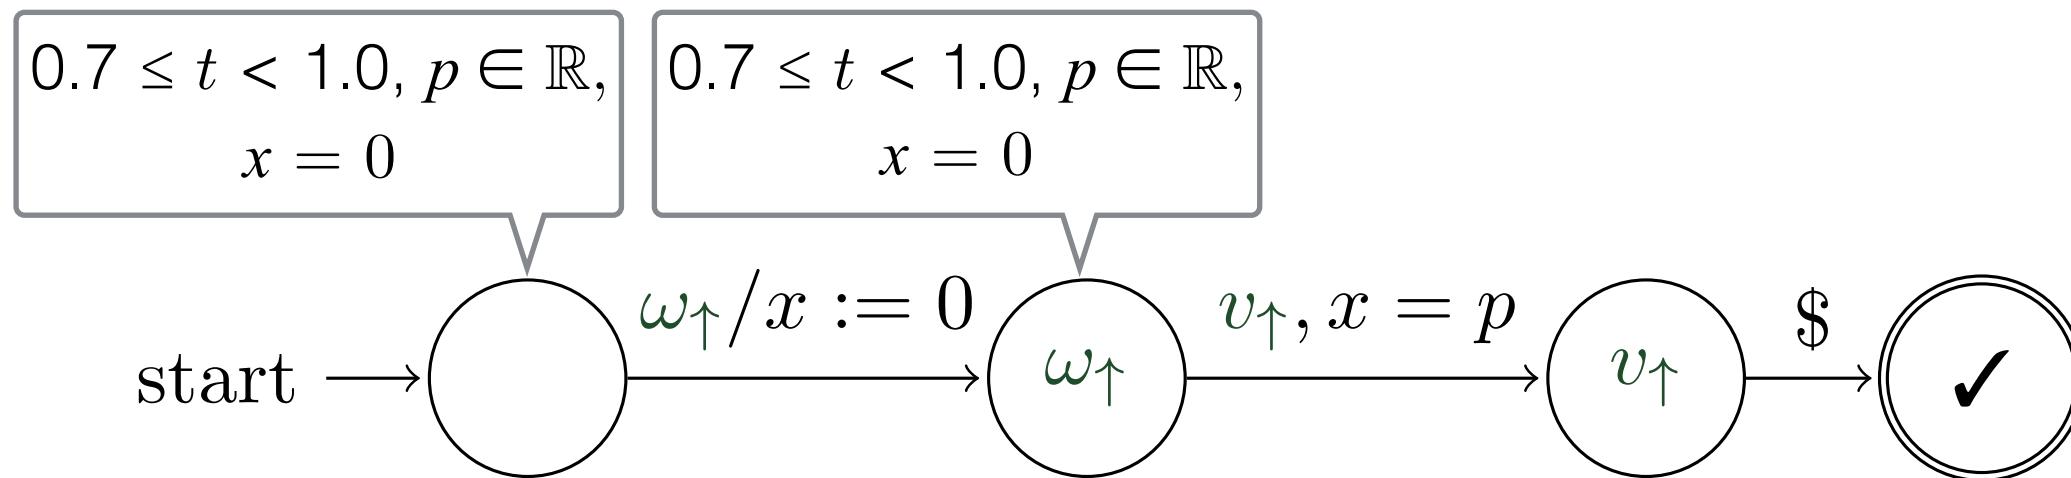 0.7 ≤ t < 1.0, p ∈ ℝ,
x = 0
0.7 ≤ t < 1.0, p ∈ ℝ,
x = 0
start
ω↑/x := 0
ω↑
v↑, x = p
v↑
$
✓